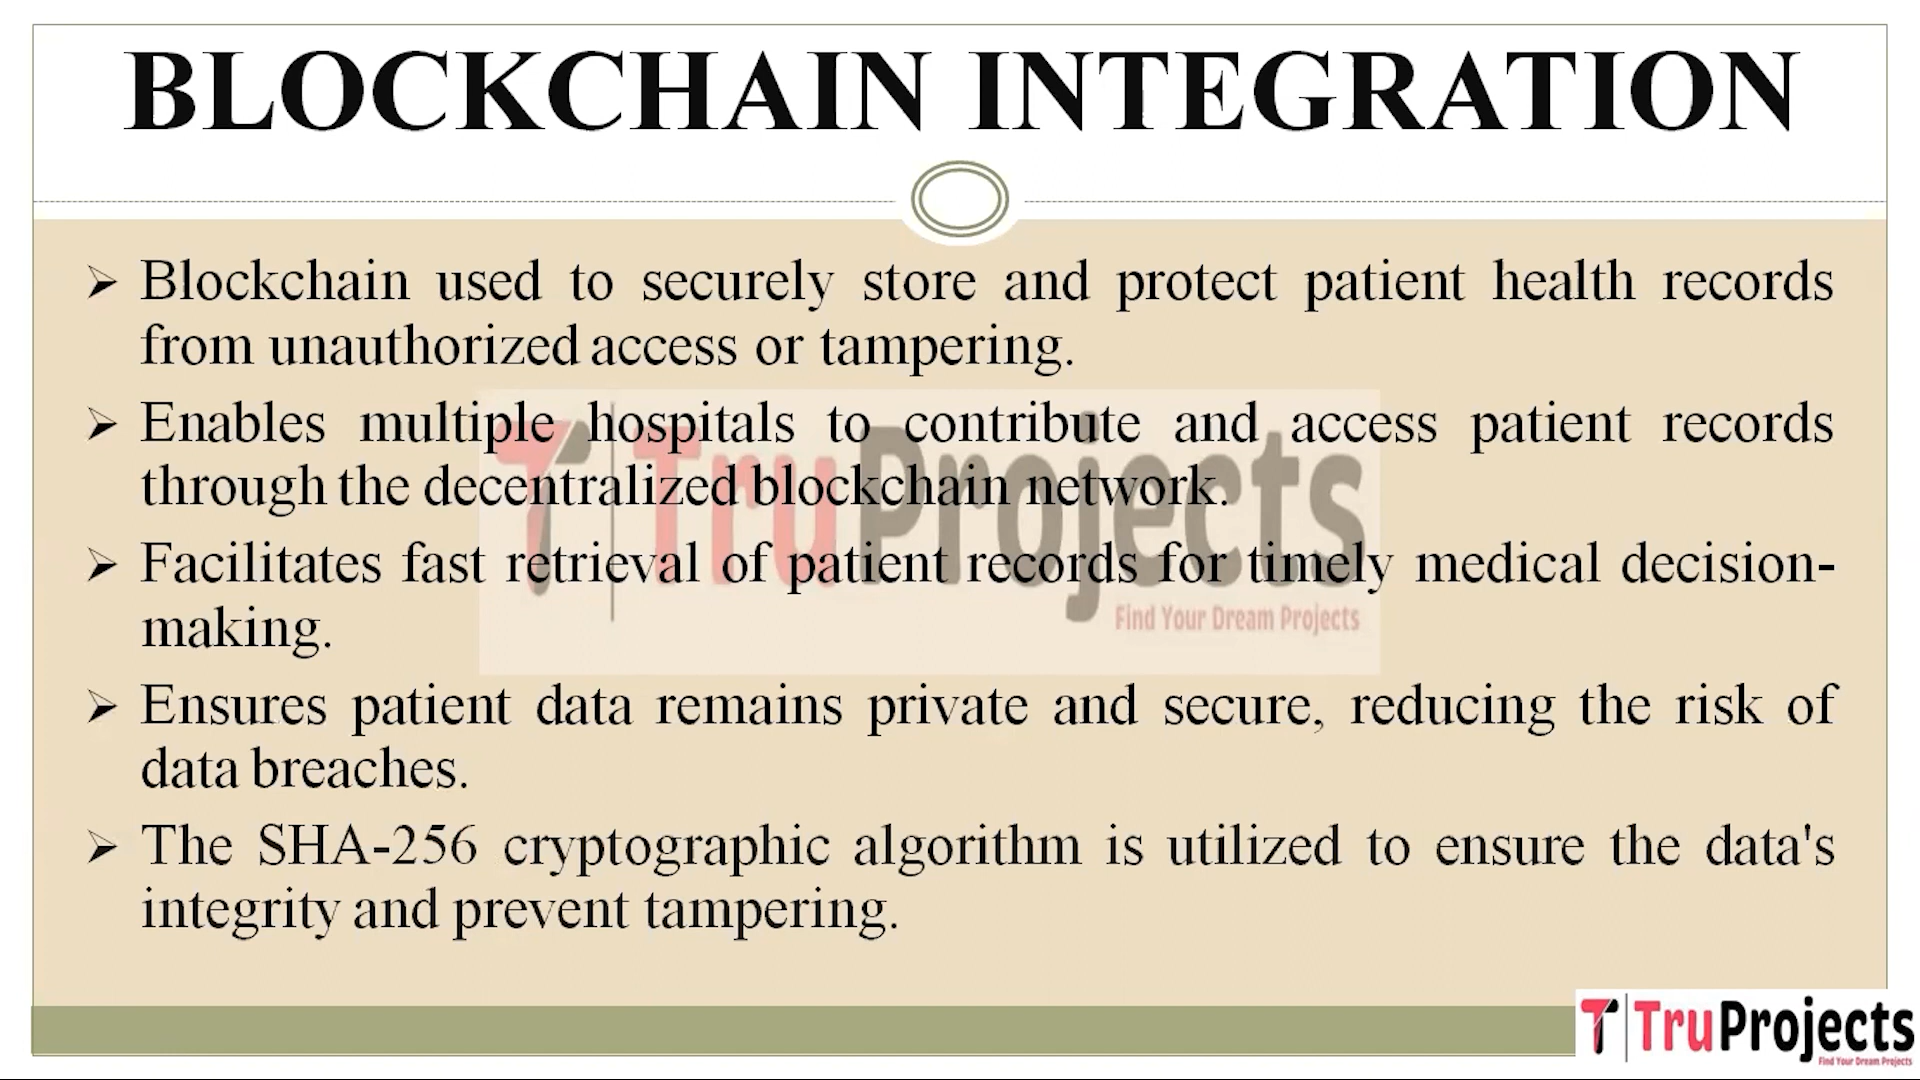 BLOCKCHAIN INTEGRATION
➢ Blockchain used to securely store and protect patient health records
from unauthorized access or tampering.
➢ Enables multiple hospitals to contribute and access patient records
through the decentralized blockchain network.
➢ Facilitates fast retrieval of patient records for timely medical decision-
making.
➢ Ensures patient data remains private and secure, reducing the risk of
data breaches.
➢ The SHA-256 cryptographic algorithm is utilized to ensure the data's
integrity and prevent tampering.
T TruProjects
Find Your Dream Projects
T TruProjects
Find Your Dream Projects